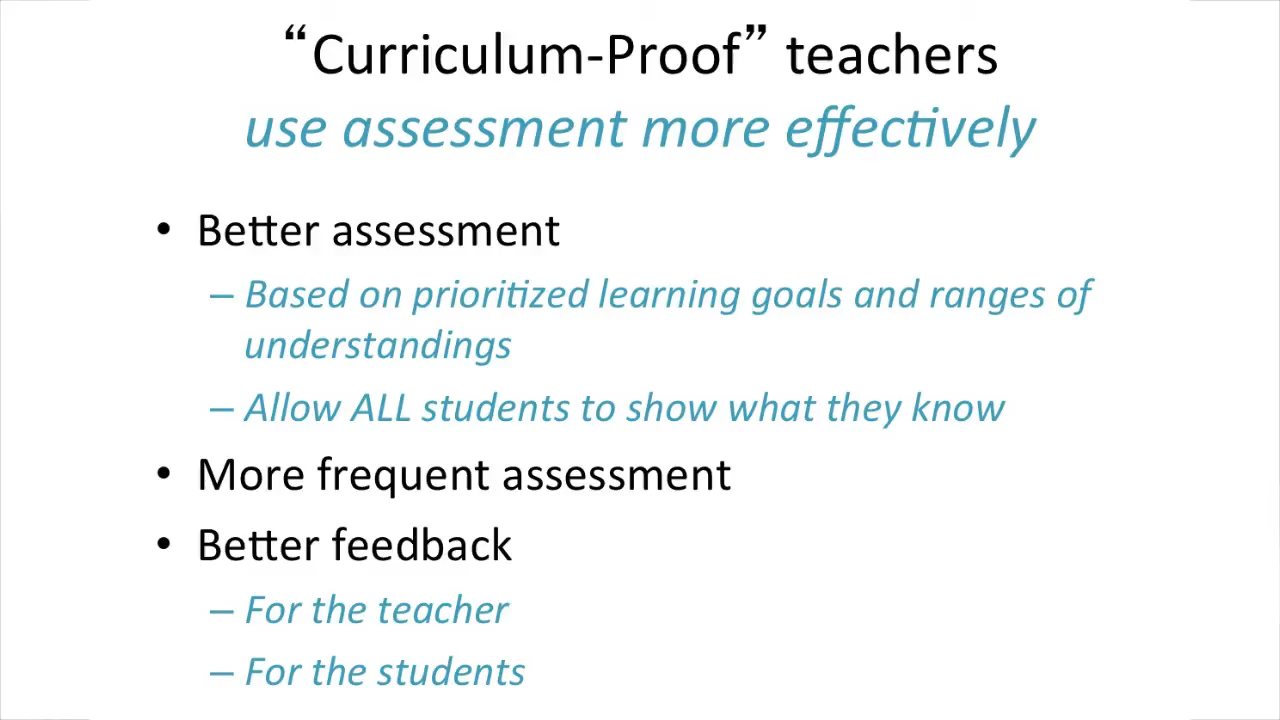 “Curriculum-Proof” teachers
use assessment more effectively
• Better assessment
– Based on prioritized learning goals and ranges of
understandings
– Allow ALL students to show what they know
• More frequent assessment
• Better feedback
– For the teacher
– For the students